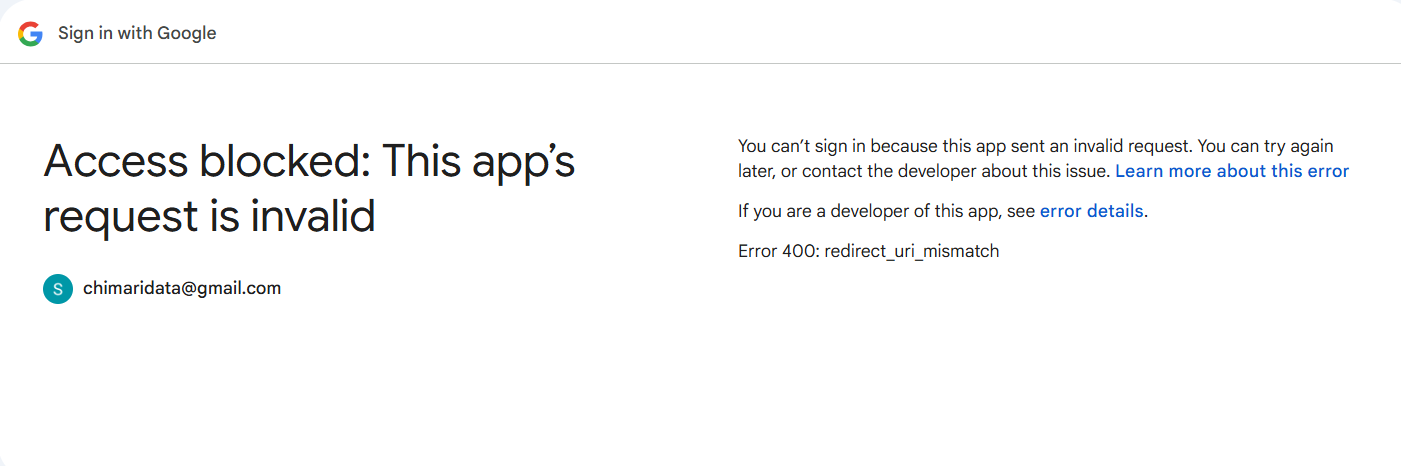 Sign in with Google
Access blocked: This app’s
request is invalid
S
chimaridata@gmail.com
You can’t sign in because this app sent an invalid request. You can try again
later, or contact the developer about this issue. Learn more about this error
If you are a developer of this app, see error details.
Error 400: redirect_uri_mismatch